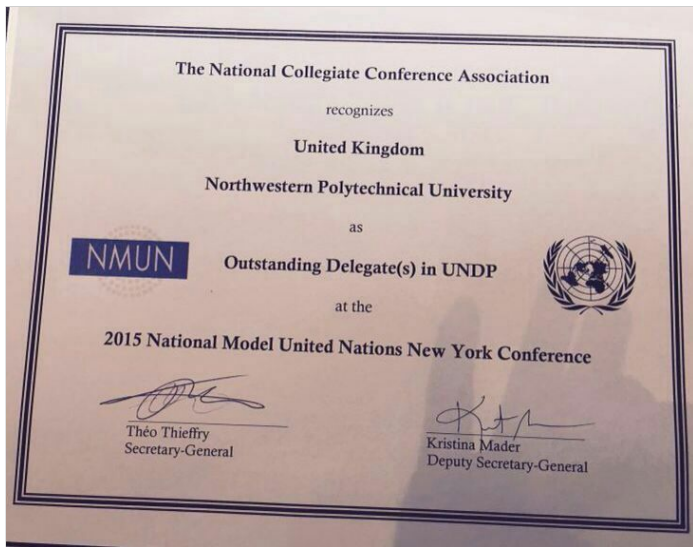 The National Collegiate Conference Association
recognizes
United Kingdom
Northwestern Polytechnical University
as
NMUN
Outstanding Delegate(s) in UNDP
at the
2015 National Model United Nations New York Conference
Théo Thieffry
Secretary-General
Kristina Mader
Deputy Secretary-General